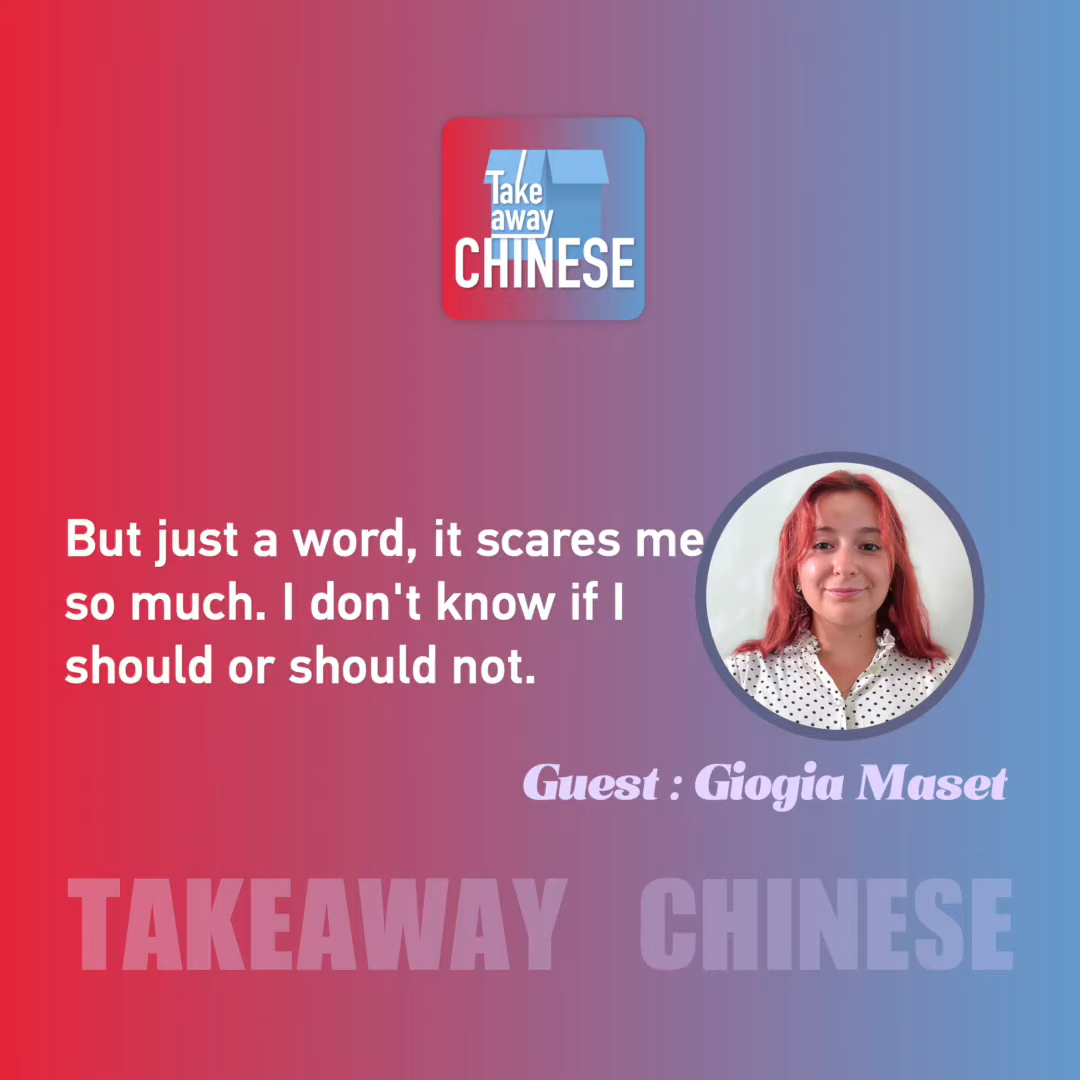 Take
away
CHINESE
But just a word, it scares me
so much. I don't know if I
should or should not.
Guest : Giogia Maset
TAKEAWAY CHINESE